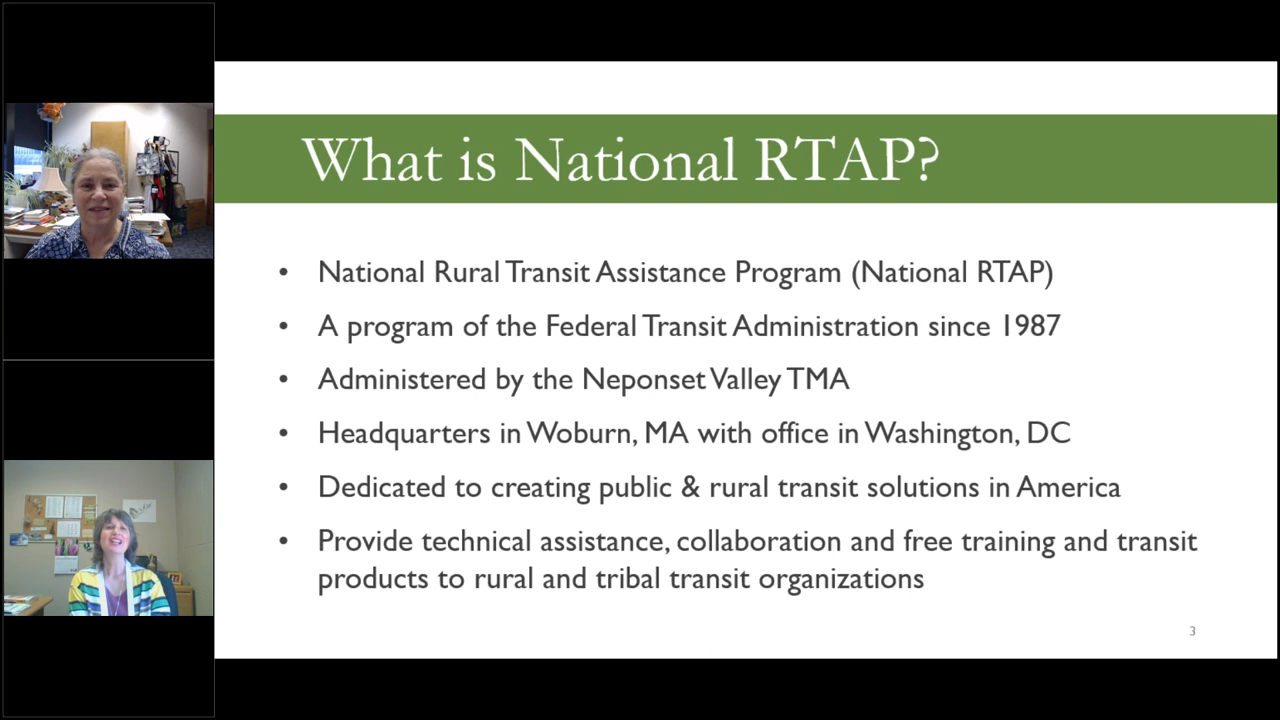 What is National RTAP?
• National Rural Transit Assistance Program (National RTAP)
• A program of the Federal Transit Administration since 1987
• Administered by the Neponset Valley TMA
• Headquarters in Woburn, MA with office in Washington, DC
• Dedicated to creating public & rural transit solutions in America
• Provide technical assistance, collaboration and free training and transit
products to rural and tribal transit organizations
3